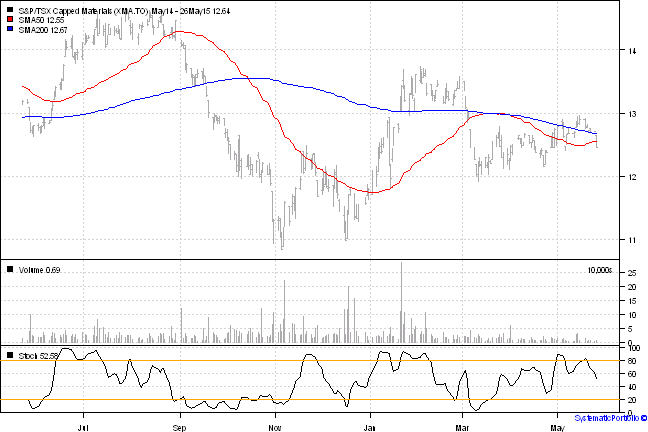 S&P/TSX Capped Materials (XMA.TO) May14 - 26May15 12.64
SMA50 12.55
SMA200 12.67
14
13
12
11
Volume 0.69
10,000s
25
20
15
10
5
0
Stoch 52.58
100
80
60
40
20
0
Jul Sep Nov Jan Mar May
SystematicPortfolio ©